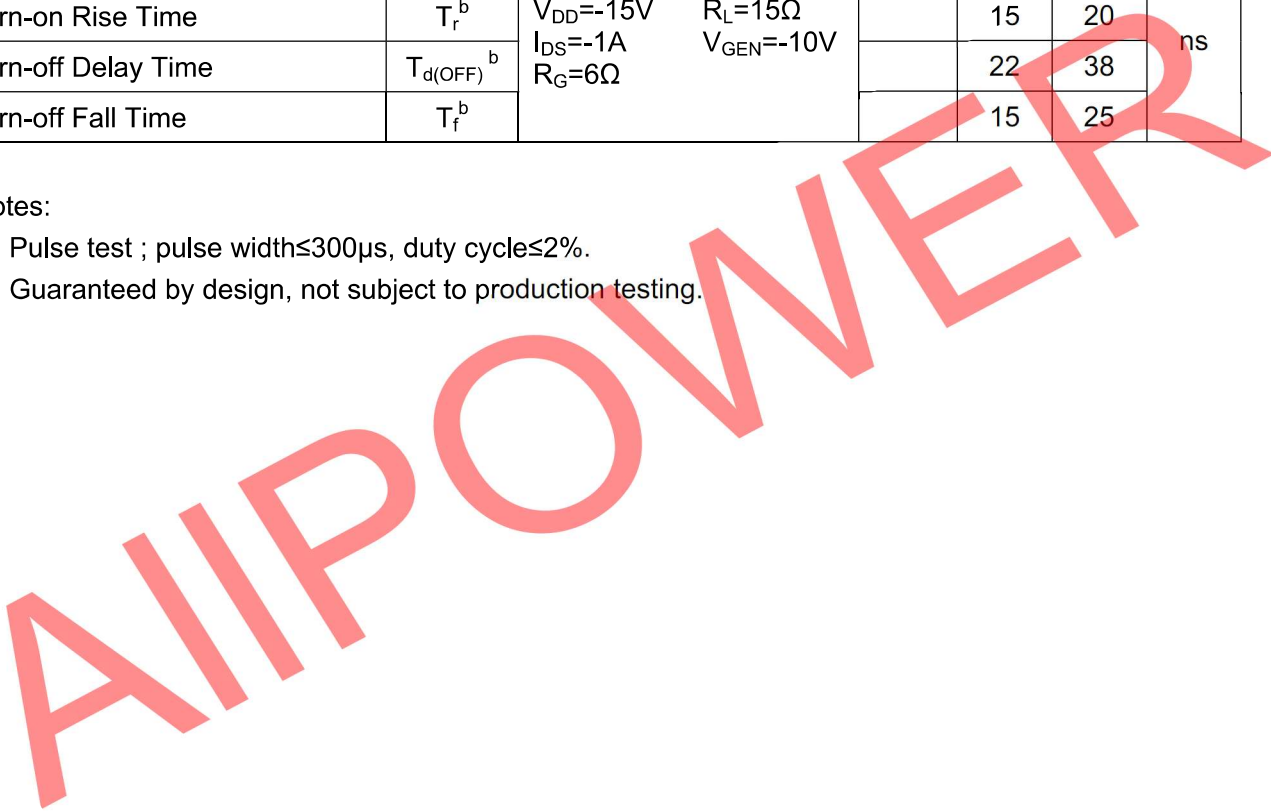 rn-on Rise Time Tr b VDD=-15V RL=15Ω 15 20 ns
IDS=-1A VGEN=-10V
rn-off Delay Time Td(OFF) b RG=6Ω 22 38
rn-off Fall Time Tf b 15 25
otes:
Pulse test ; pulse width≤300µs, duty cycle≤2%.
Guaranteed by design, not subject to production testing.
AllPOWER